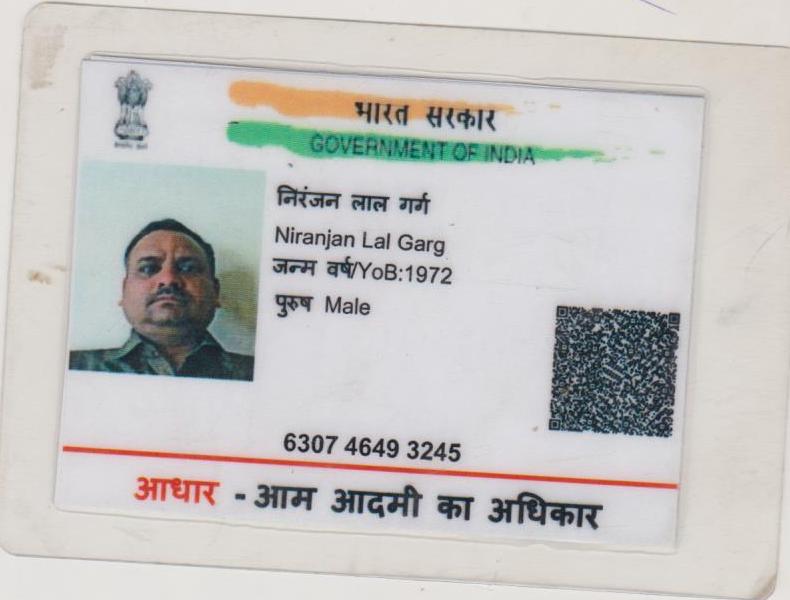 भारत सरकार
GOVERNMENT OF INDIA
निरंजन लाल गर्ग
Niranjan Lal Garg
जन्म वर्ष/YoB:1972
पुरुष Male
6307 4649 3245
आधार - आम आदमी का अधिकार